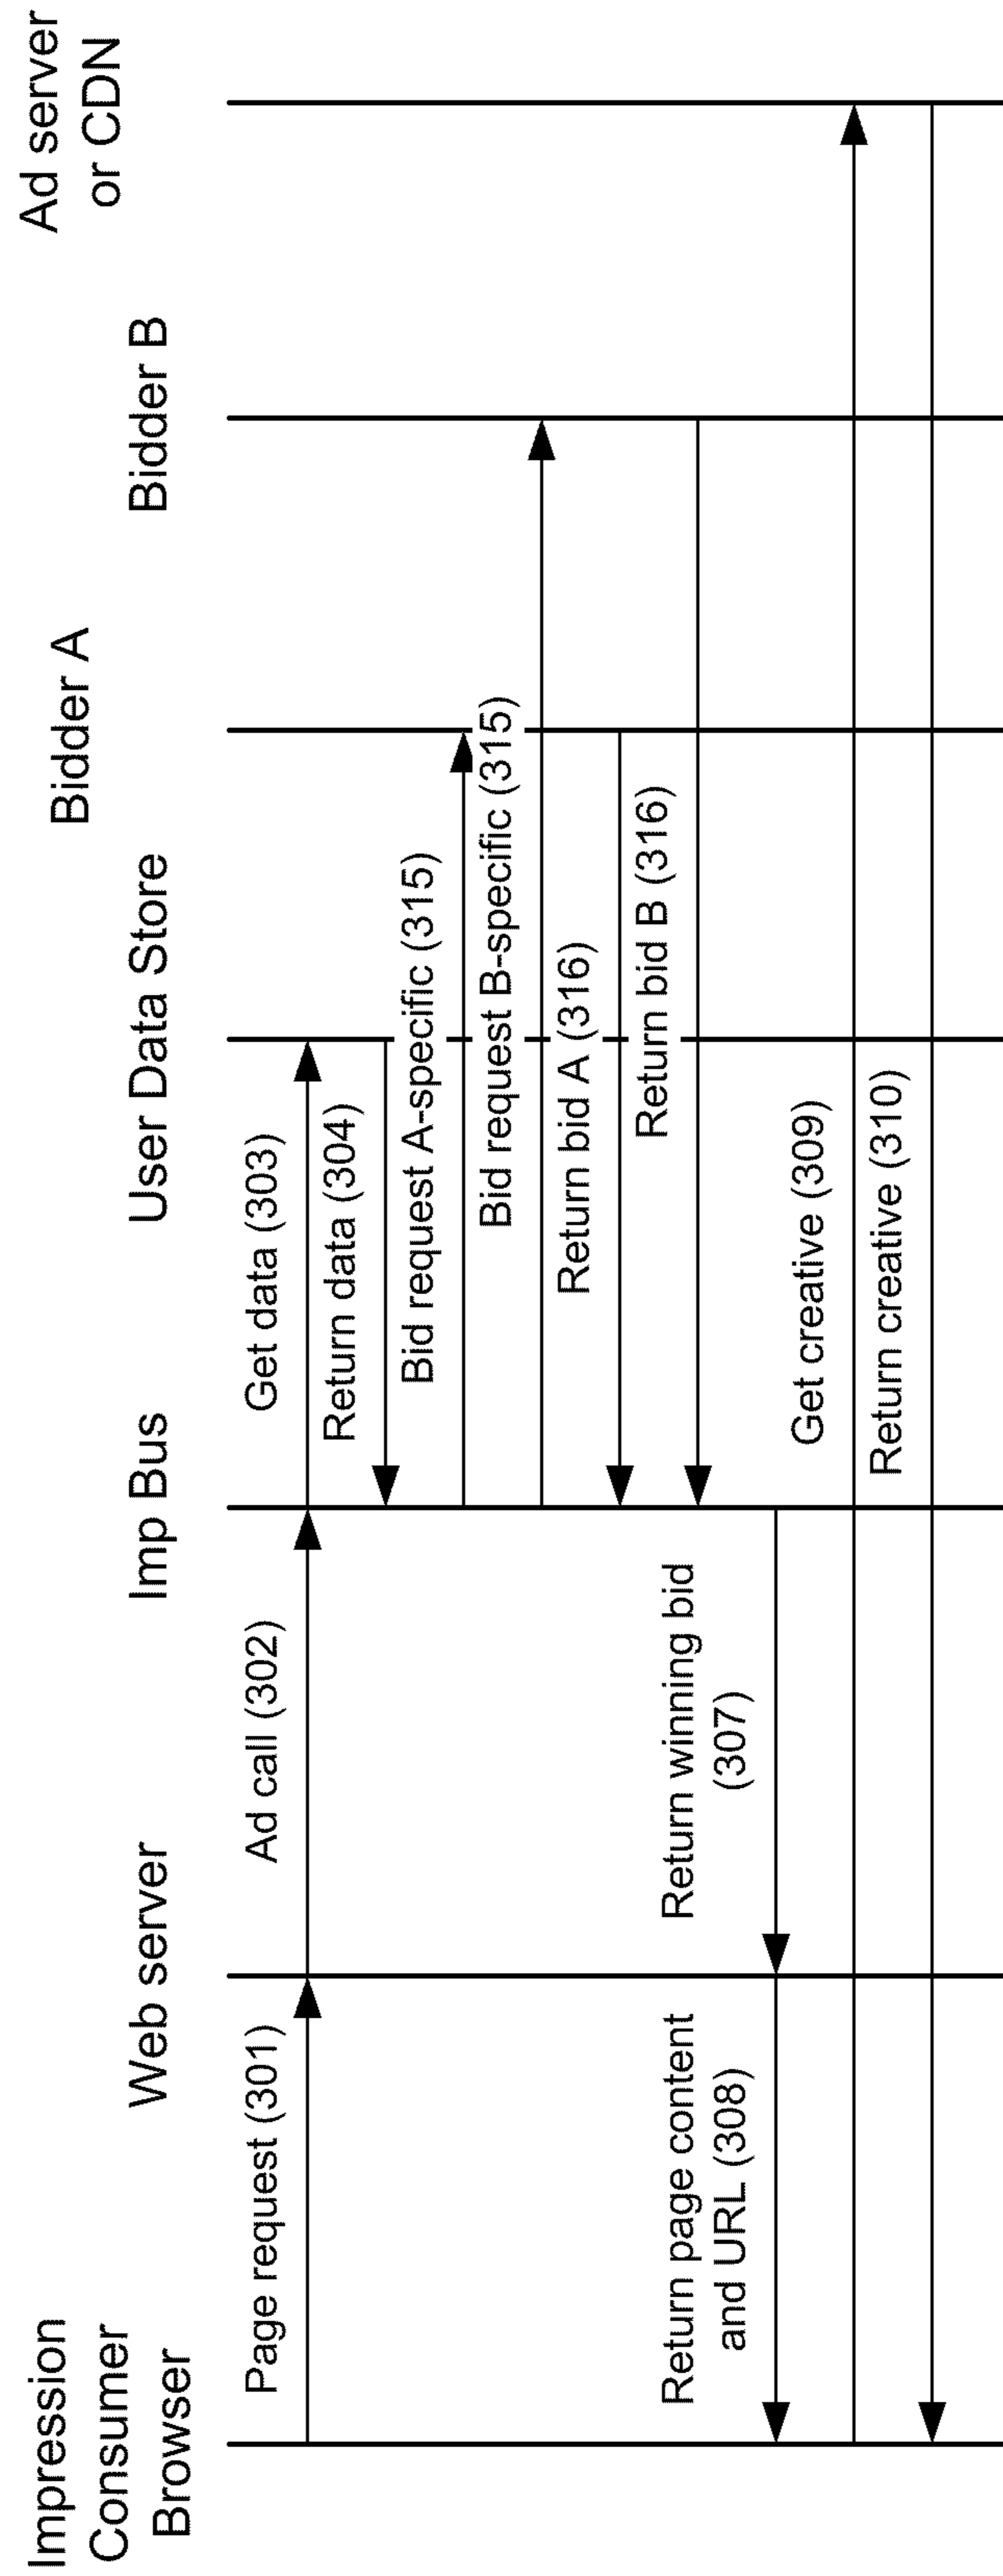 Impression
Consumer
Browser
Web server
Imp Bus
User Data Store
Bidder A
Bidder B
Ad server
or CDN
Page request (301)
Ad call (302)
Get data (303)
Return data (304)
Bid request A-specific (315)
Bid request B-specific (315)
Return bid A (316)
Return bid B (316)
Return winning bid
(307)
Return page content
and URL (308)
Get creative (309)
Return creative (310)